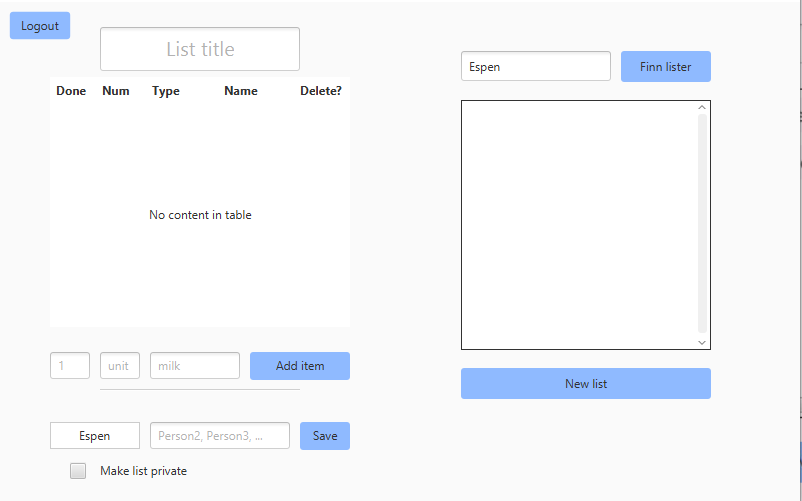 Logout
List title
Done Num Type Name Delete?
No content in table
1 unit milk Add item
Espen Person2, Person3, ... Save
Make list private
Espen Finn lister
New list